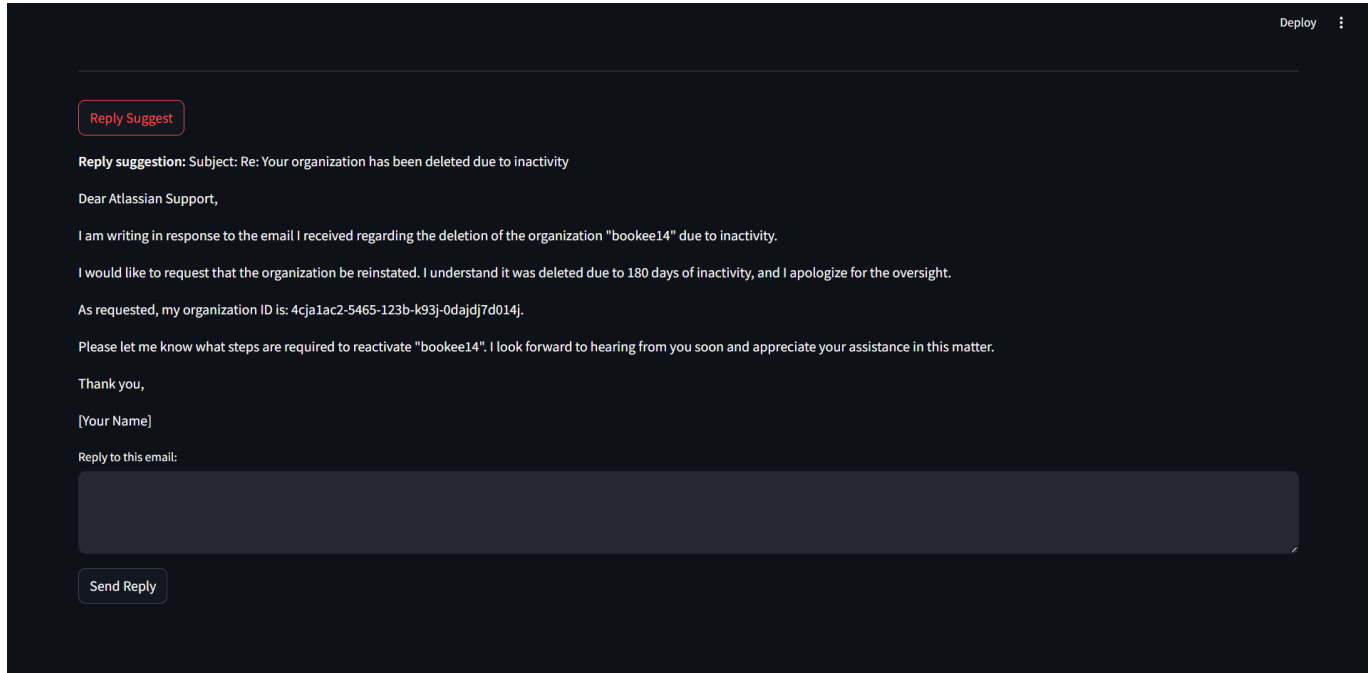 Deploy
Reply Suggest
Reply suggestion: Subject: Re: Your organization has been deleted due to inactivity
Dear Atlassian Support,
I am writing in response to the email I received regarding the deletion of the organization "bookee14" due to inactivity.
I would like to request that the organization be reinstated. I understand it was deleted due to 180 days of inactivity, and I apologize for the oversight.
As requested, my organization ID is: 4cja1ac2-5465-123b-k93j-0dajdj7d014j.
Please let me know what steps are required to reactivate "bookee14". I look forward to hearing from you soon and appreciate your assistance in this matter.
Thank you,
[Your Name]
Reply to this email:
Send Reply